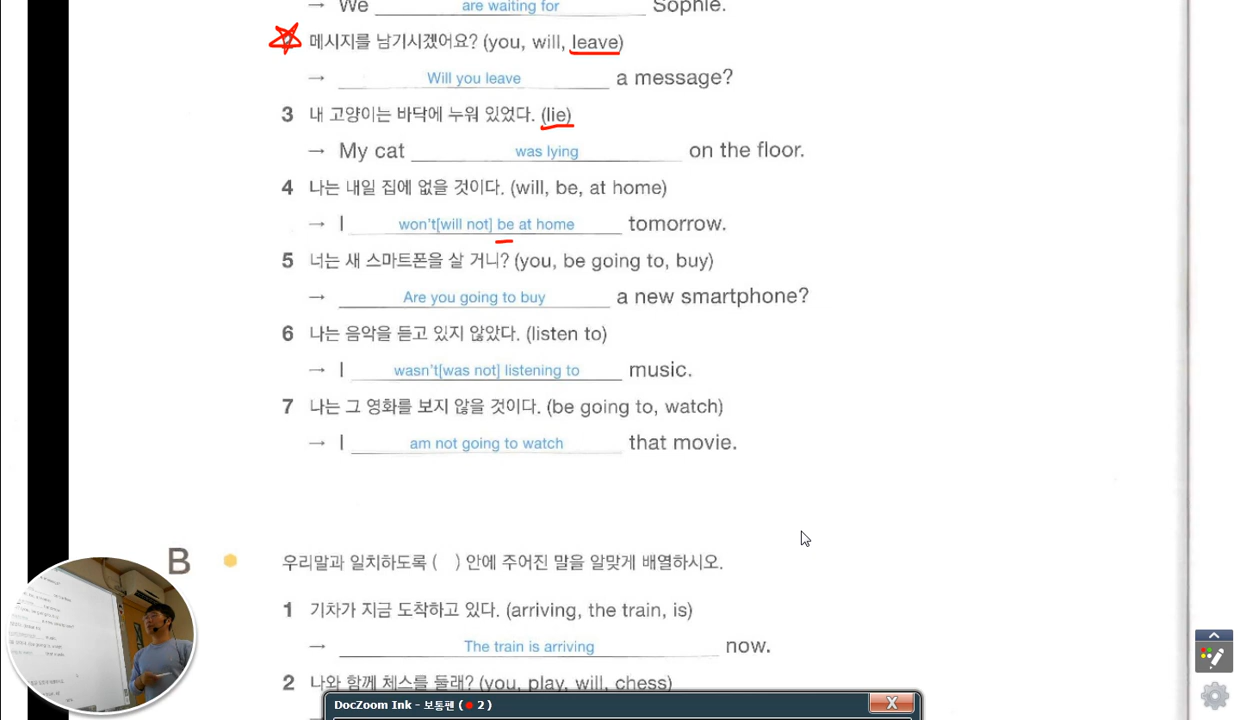 → We are waiting for Sophie.
메시지를 남기시겠어요? (you, will, leave)
→ Will you leave a message?
3 내 고양이는 바닥에 누워 있었다. (lie)
→ My cat was lying on the floor.
4 나는 내일 집에 없을 것이다. (will, be, at home)
→ I won't[will not] be at home tomorrow.
5 너는 새 스마트폰을 살 거니? (you, be going to, buy)
→ Are you going to buy a new smartphone?
6 나는 음악을 듣고 있지 않았다. (listen to)
→ I wasn't[was not] listening to music.
7 나는 그 영화를 보지 않을 것이다. (be going to, watch)
→ I am not going to watch that movie.
B 우리말과 일치하도록 ( ) 안에 주어진 말을 알맞게 배열하시오.
1 기차가 지금 도착하고 있다. (arriving, the train, is)
→ The train is arriving now.
2 나와 함께 체스를 둘래? (you, play, will, chess)
DocZoom Ink - 보통펜 ( 2 )